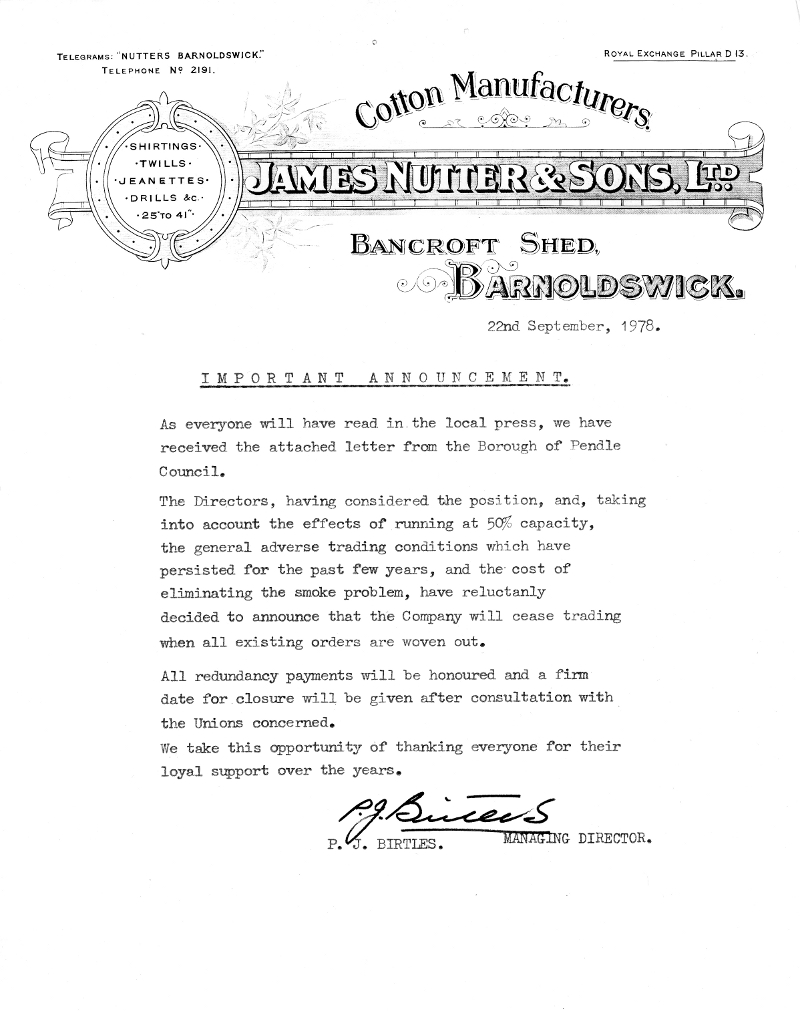 TELEGRAMS: "NUTTERS BARNOLDSWICK."
TELEPHONE Nº 2191.
ROYAL EXCHANGE PILLAR D 13.
Cotton Manufacturers.
·SHIRTINGS·
·TWILLS·
·JEANETTES·
·DRILLS &c.·
·25"TO 41"·
JAMES NUTTER & SONS, LTD.
BANCROFT SHED,
BARNOLDSWICK.
22nd September, 1978.
IMPORTANT ANNOUNCEMENT.
As everyone will have read in the local press, we have
received the attached letter from the Borough of Pendle
Council.
The Directors, having considered the position, and, taking
into account the effects of running at 50% capacity,
the general adverse trading conditions which have
persisted for the past few years, and the cost of
eliminating the smoke problem, have reluctanly
decided to announce that the Company will cease trading
when all existing orders are woven out.
All redundancy payments will be honoured and a firm
date for closure will be given after consultation with
the Unions concerned.
We take this opportunity of thanking everyone for their
loyal support over the years.
P.J. Birtles
P. J. BIRTLES. MANAGING DIRECTOR.